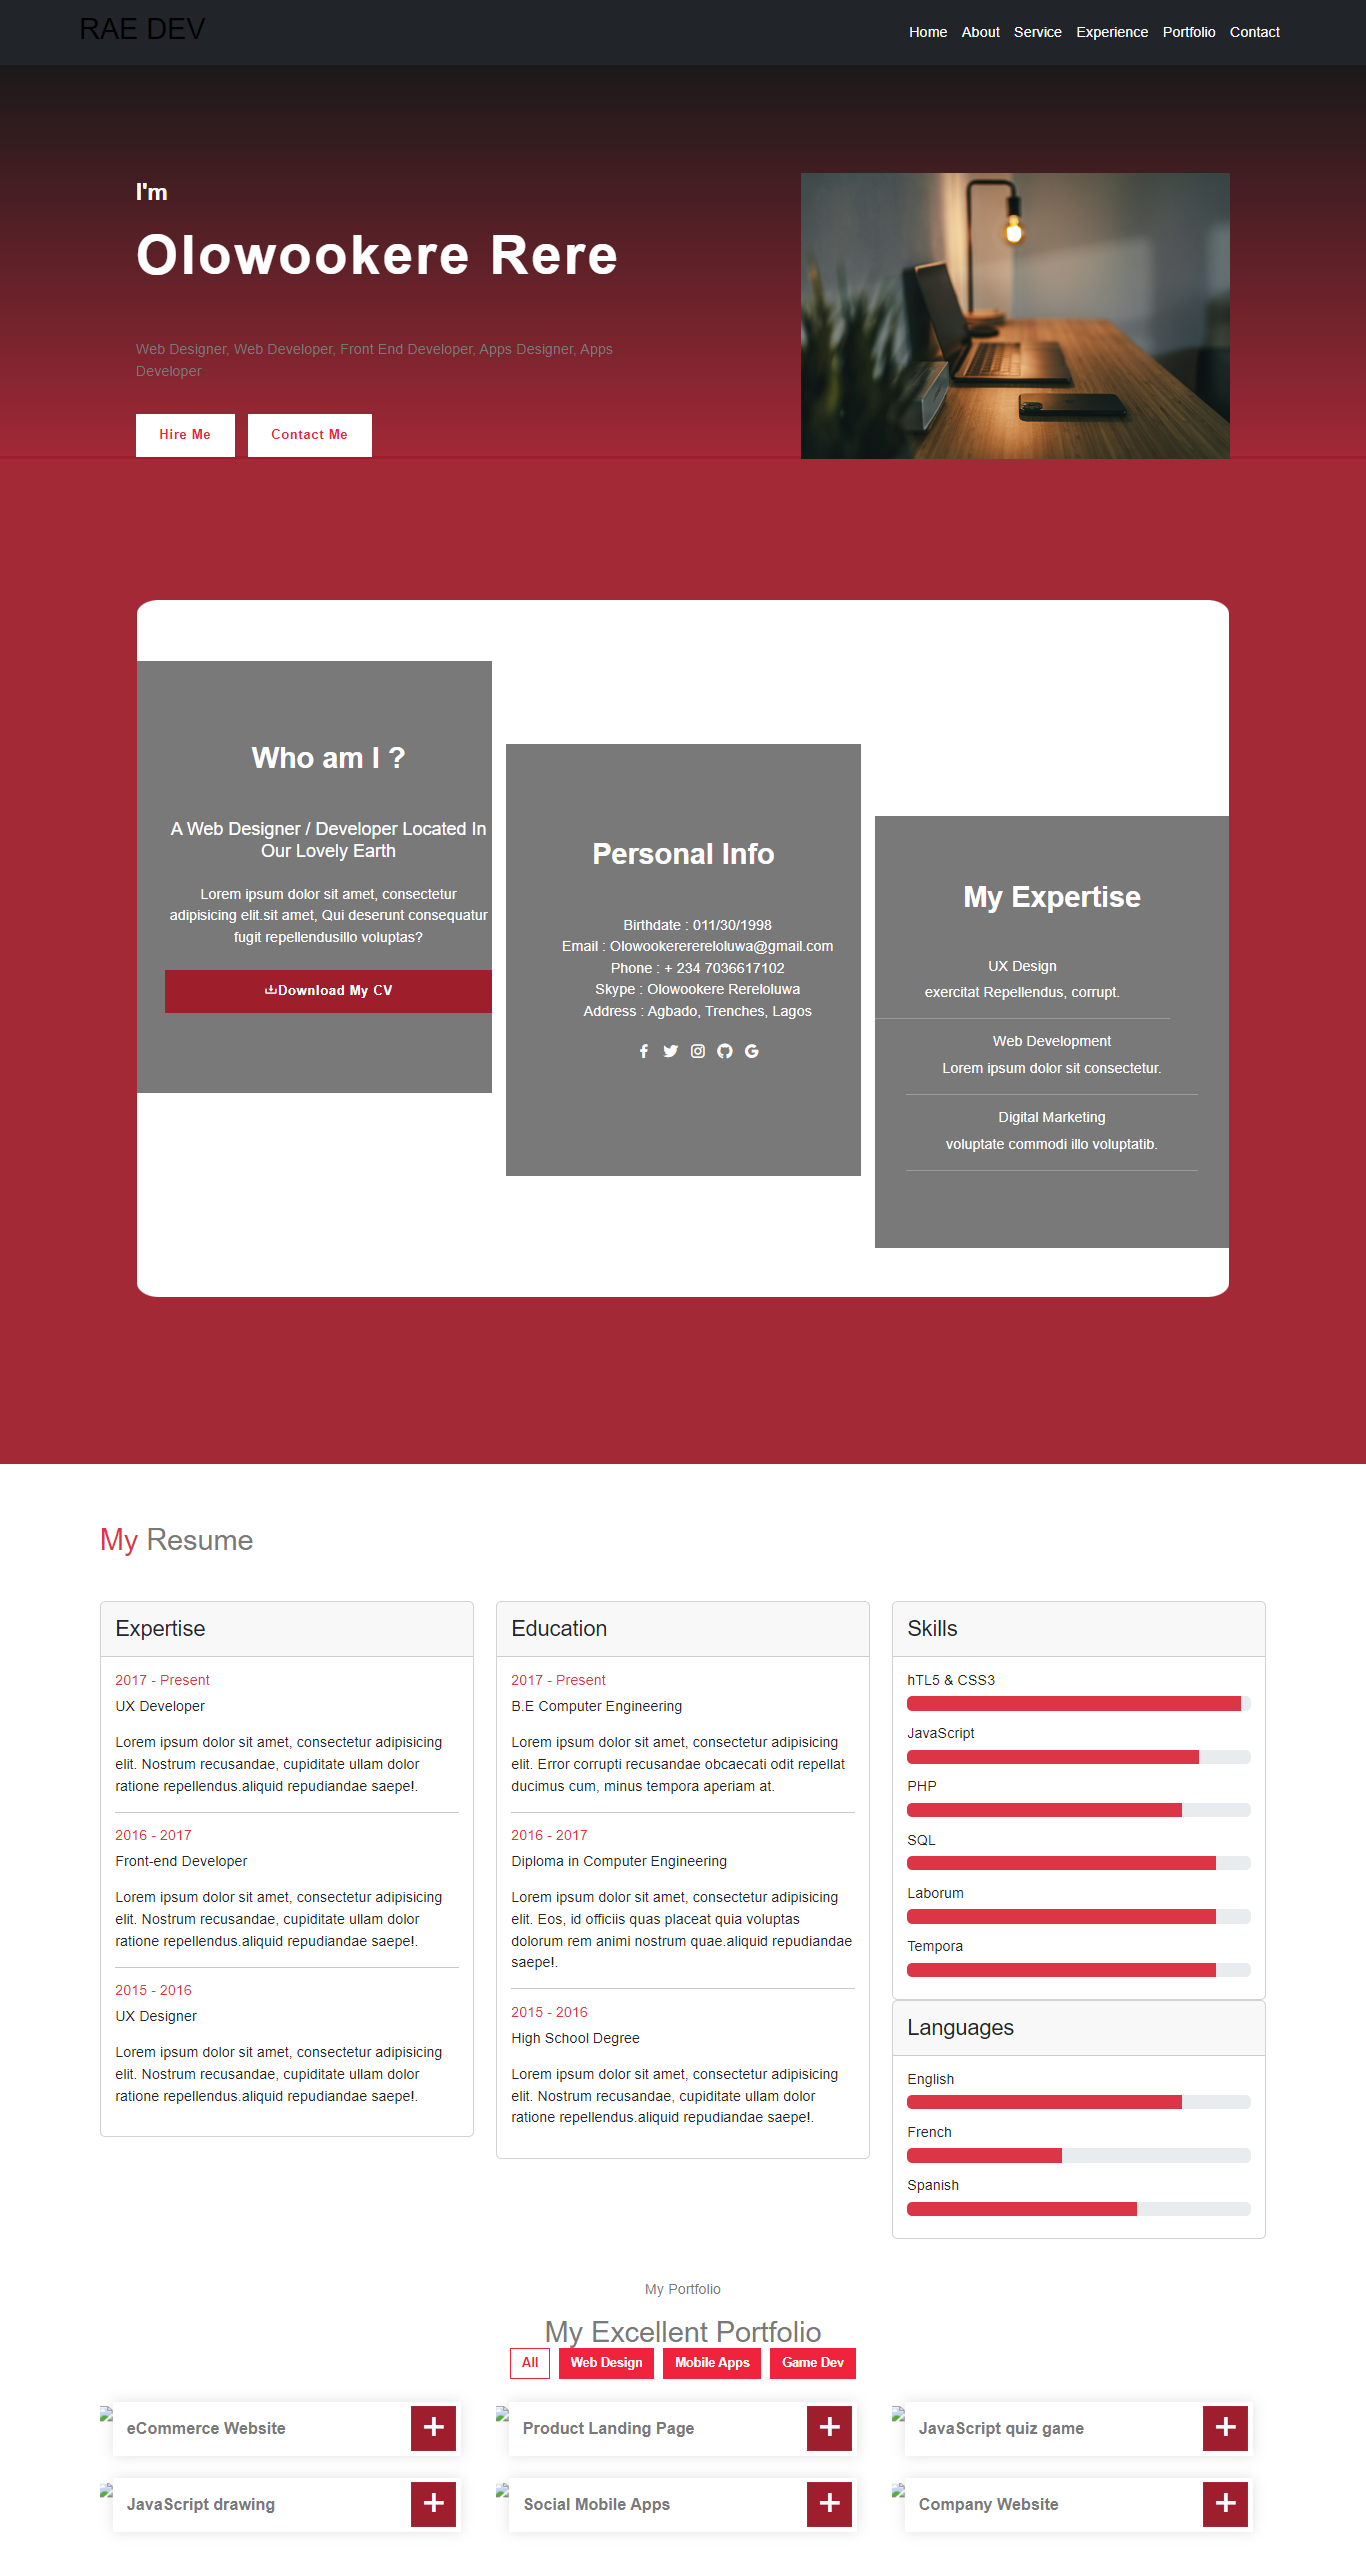 RAE DEV
Home About Service Experience Portfolio Contact
I'm
Olowookere Rere
Web Designer, Web Developer, Front End Developer, Apps Designer, Apps
Developer
Hire Me
Contact Me
Who am I ?
A Web Designer / Developer Located In
Our Lovely Earth
Lorem ipsum dolor sit amet, consectetur
adipisicing elit.sit amet, Qui deserunt consequatur
fugit repellendusillo voluptas?
Download My CV
Personal Info
Birthdate : 011/30/1998
Email : Olowookererereloluwa@gmail.com
Phone : + 234 7036617102
Skype : Olowookere Rereloluwa
Address : Agbado, Trenches, Lagos
My Expertise
UX Design
exercitat Repellendus, corrupt.
Web Development
Lorem ipsum dolor sit consectetur.
Digital Marketing
voluptate commodi illo voluptatib.
My Resume
Expertise
2017 - Present
UX Developer
Lorem ipsum dolor sit amet, consectetur adipisicing
elit. Nostrum recusandae, cupiditate ullam dolor
ratione repellendus.aliquid repudiandae saepe!.
2016 - 2017
Front-end Developer
Lorem ipsum dolor sit amet, consectetur adipisicing
elit. Nostrum recusandae, cupiditate ullam dolor
ratione repellendus.aliquid repudiandae saepe!.
2015 - 2016
UX Designer
Lorem ipsum dolor sit amet, consectetur adipisicing
elit. Nostrum recusandae, cupiditate ullam dolor
ratione repellendus.aliquid repudiandae saepe!.
Education
2017 - Present
B.E Computer Engineering
Lorem ipsum dolor sit amet, consectetur adipisicing
elit. Error corrupti recusandae obcaecati odit repellat
ducimus cum, minus tempora aperiam at.
2016 - 2017
Diploma in Computer Engineering
Lorem ipsum dolor sit amet, consectetur adipisicing
elit. Eos, id officiis quas placeat quia voluptas
dolorum rem animi nostrum quae.aliquid repudiandae
saepe!.
2015 - 2016
High School Degree
Lorem ipsum dolor sit amet, consectetur adipisicing
elit. Nostrum recusandae, cupiditate ullam dolor
ratione repellendus.aliquid repudiandae saepe!.
Skills
hTL5 & CSS3
JavaScript
PHP
SQL
Laborum
Tempora
Languages
English
French
Spanish
My Portfolio
My Excellent Portfolio
All
Web Design
Mobile Apps
Game Dev
eCommerce Website +
Product Landing Page +
JavaScript quiz game +
JavaScript drawing +
Social Mobile Apps +
Company Website +